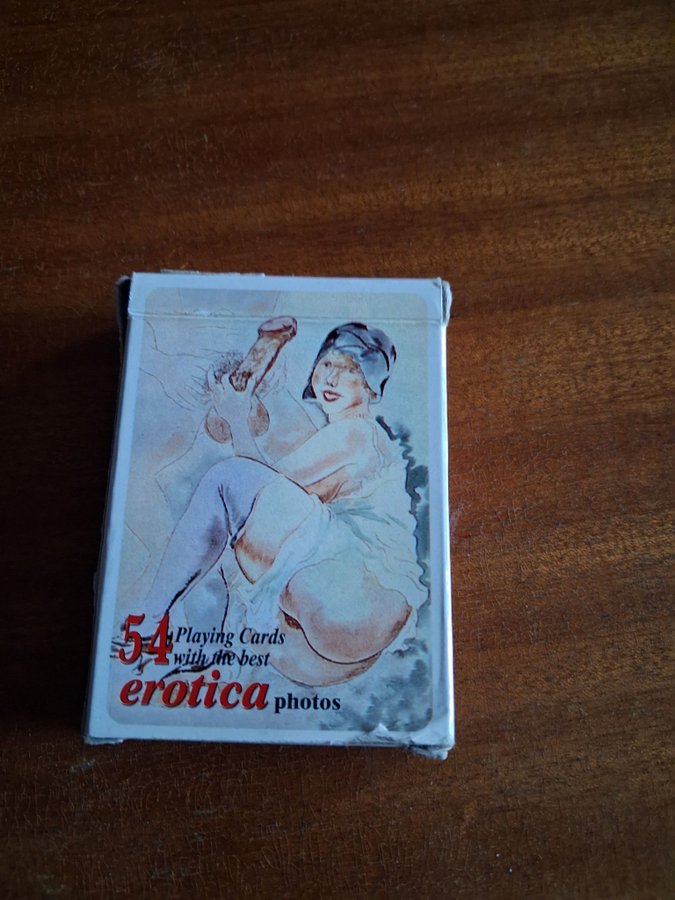 54 Playing Cards
with the best
erotica photos